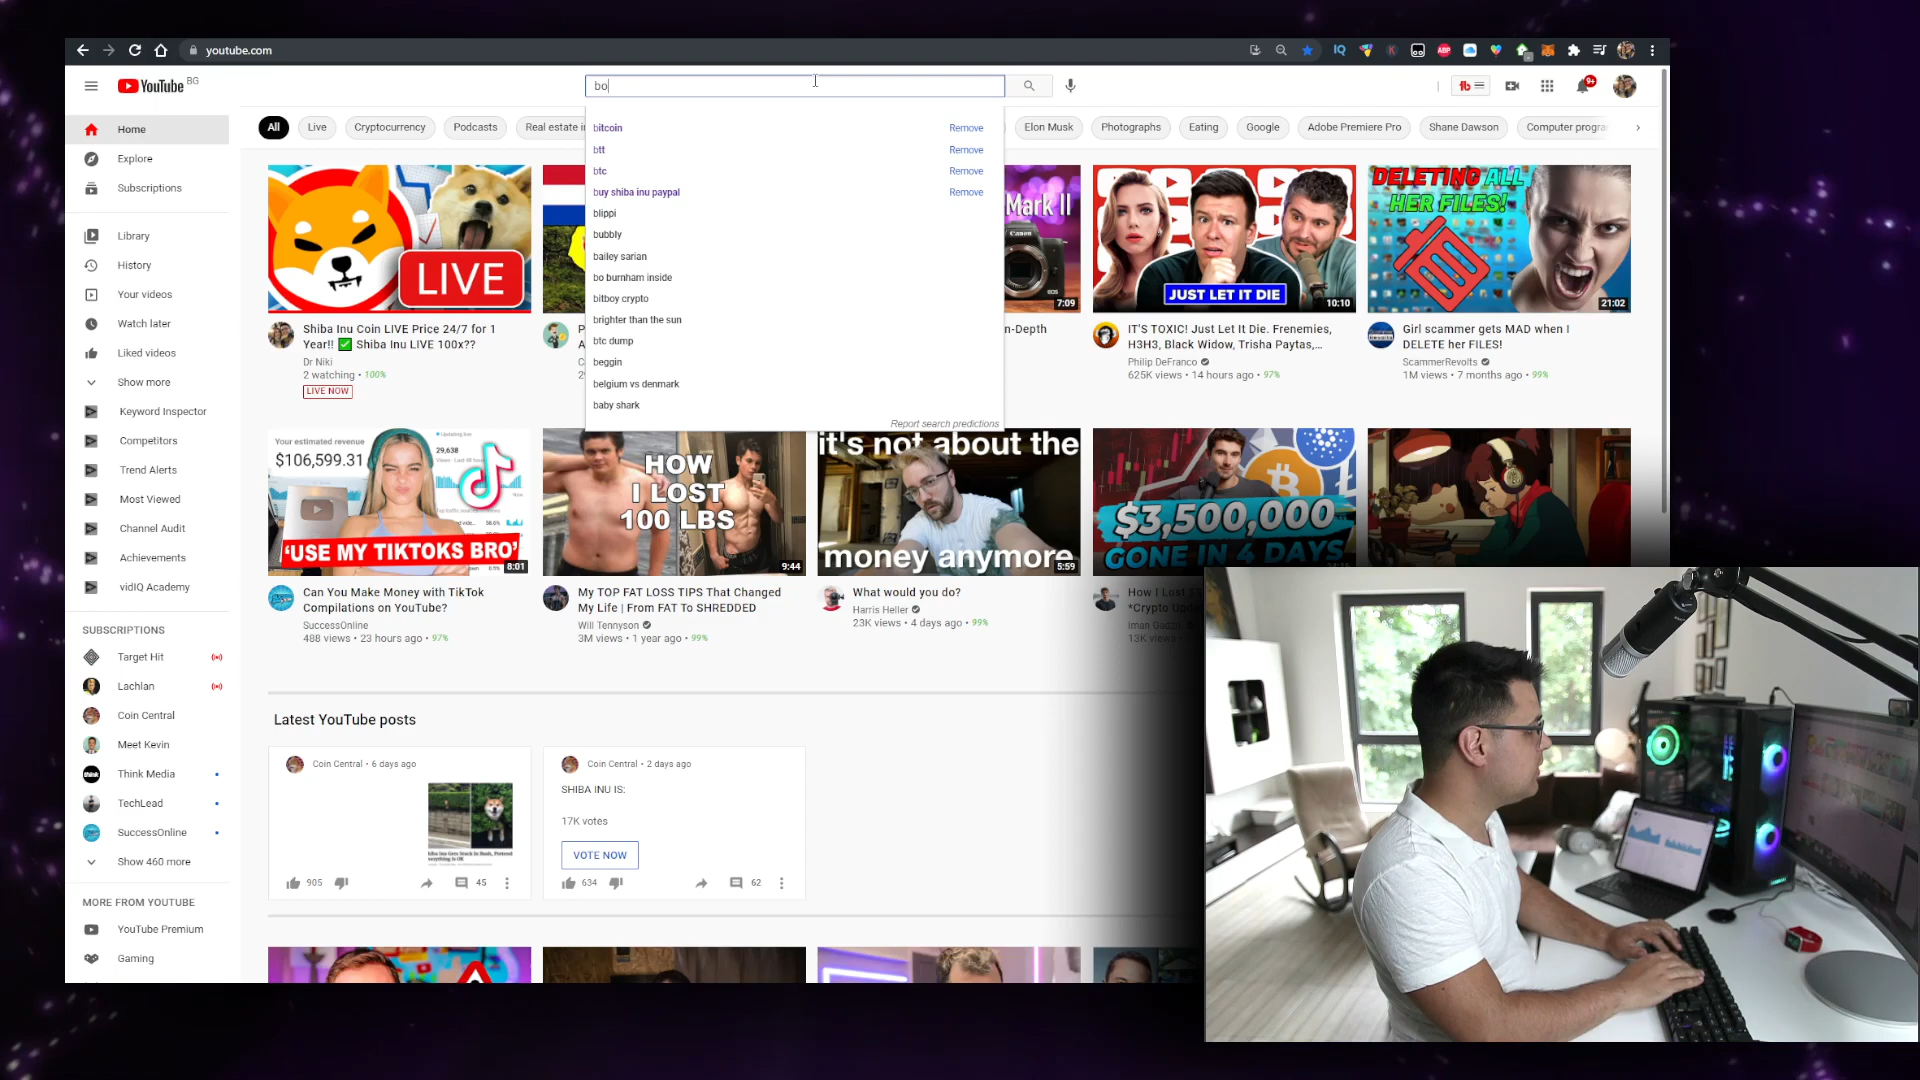 youtube.com
YouTube BG
bo
All
Live
Cryptocurrency
Podcasts
Real estate
Elon Musk
Photographs
Eating
Google
Adobe Premiere Pro
Shane Dawson
Computer progra
bitcoin Remove
btt Remove
btc Remove
buy shiba inu paypal Remove
blippi
bubbly
bailey sarian
bo burnham inside
bitboy crypto
brighter than the sun
btc dump
beggin
belgium vs denmark
baby shark
Report search predictions
Home
Explore
Subscriptions
Library
History
Your videos
Watch later
Liked videos
Show more
Keyword Inspector
Competitors
Trend Alerts
Most Viewed
Channel Audit
Achievements
vidIQ Academy
SUBSCRIPTIONS
Target Hit
Lachlan
Coin Central
Meet Kevin
Think Media
TechLead
SuccessOnline
Show 460 more
MORE FROM YOUTUBE
YouTube Premium
Gaming
LIVE
Shiba Inu Coin LIVE Price 24/7 for 1
Year!! ✅ Shiba Inu LIVE 100x??
Dr Niki
2 watching • 100%
LIVE NOW
Mark II
Canon
7:09
n-Depth
JUST LET IT DIE
10:10
IT'S TOXIC! Just Let It Die. Frenemies,
H3H3, Black Widow, Trisha Paytas,...
Philip DeFranco
625K views • 14 hours ago • 97%
DELETING ALL
HER FILES!
21:02
Girl scammer gets MAD when I
DELETE her FILES!
ScammerRevolts
1M views • 7 months ago • 99%
Your estimated revenue
$106,599.31
29,638
'USE MY TIKTOKS BRO'
8:01
Can You Make Money with TikTok
Compilations on YouTube?
SuccessOnline
488 views • 23 hours ago • 97%
HOW
I LOST
100 LBS
9:44
My TOP FAT LOSS TIPS That Changed
My Life | From FAT To SHREDDED
Will Tennyson
3M views • 1 year ago • 99%
it's not about the
money anymore
5:59
What would you do?
Harris Heller
23K views • 4 days ago • 99%
$3,500,000
GONE IN 4 DAYS
How I Lost
*Crypto
Iman
13K views
Latest YouTube posts
Coin Central • 6 days ago
905
45
Coin Central • 2 days ago
SHIBA INU IS:
17K votes
VOTE NOW
634
62